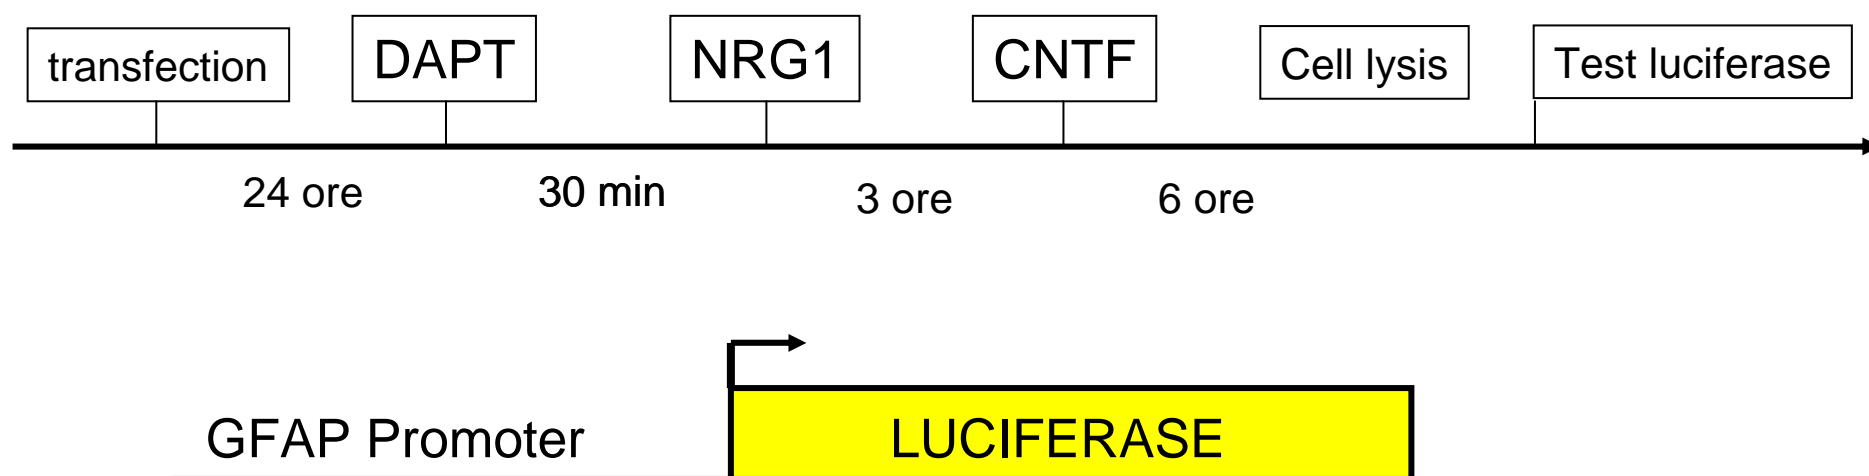 transfection DAPT NRG1 CNTF Cell lysis Test luciferase
24 ore 30 min 3 ore 6 ore
GFAP Promoter LUCIFERASE